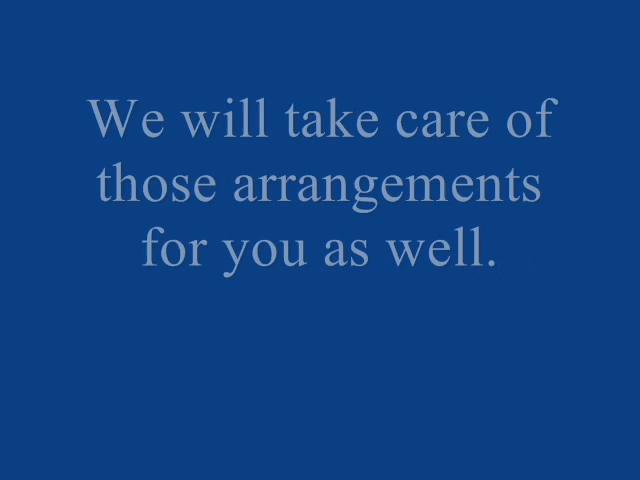 We will take care of
those arrangements
for you as well.